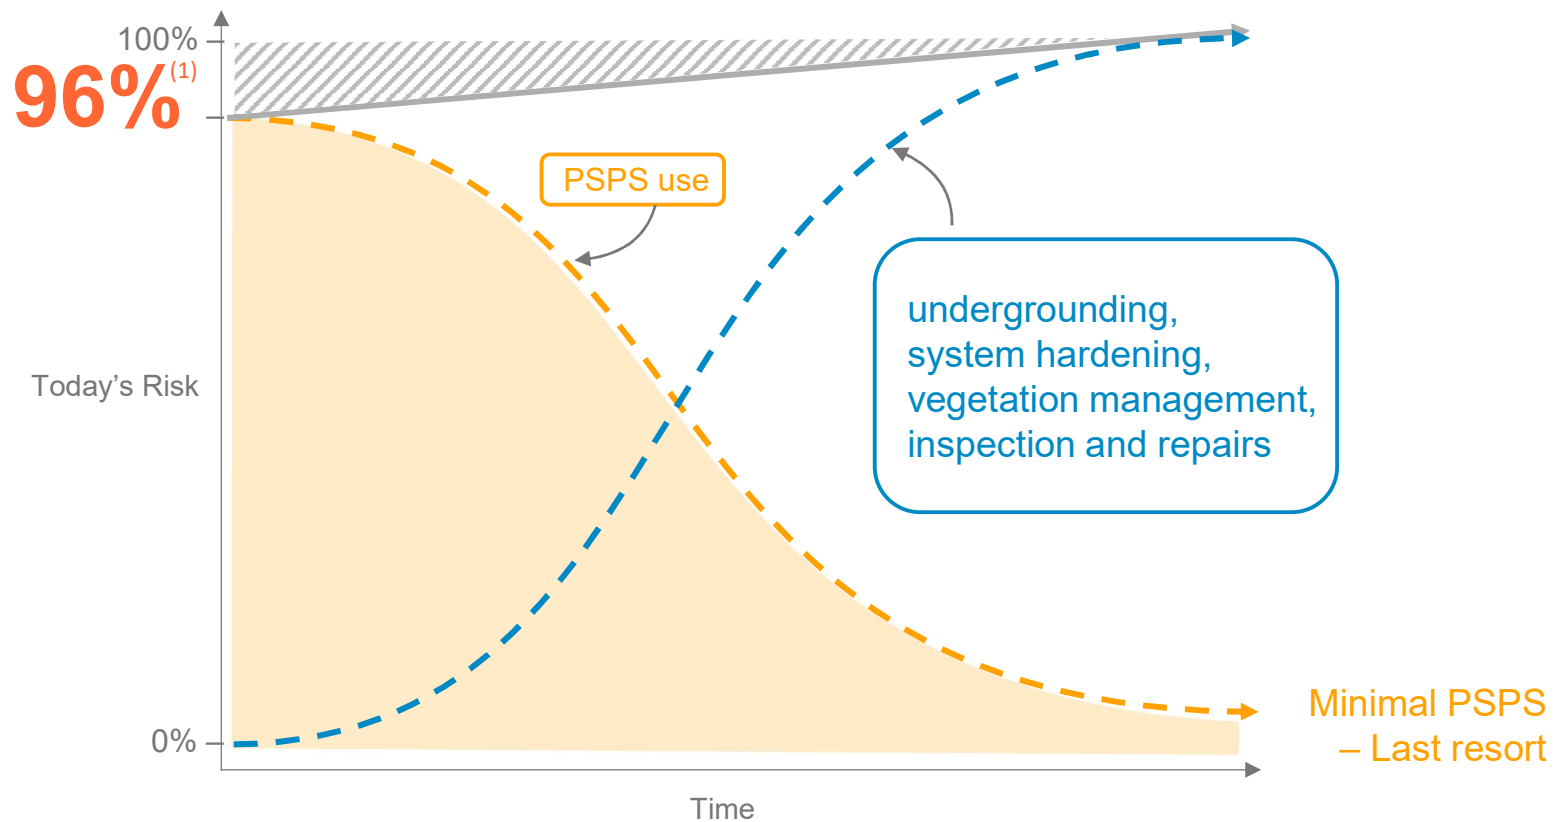 100%
96%(1)
PSPS use
undergrounding,
system hardening,
vegetation management,
inspection and repairs
Today’s Risk
Minimal PSPS
– Last resort
0%
Time